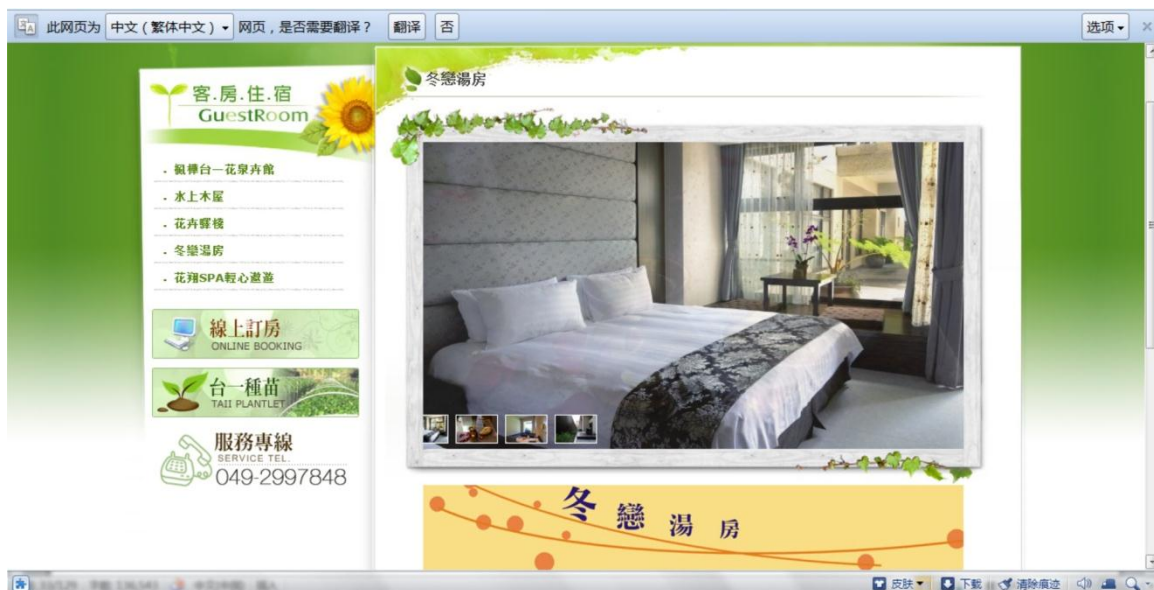 此网页为 中文（繁体中文） 网页，是否需要翻译？ 翻译 否 选项
客.房.住.宿
GuestRoom
楓樺台一花泉卉館
水上木屋
花卉驛棧
冬戀湯房
花翔SPA輕心遨遊
線上訂房
ONLINE BOOKING
台一種苗
TAII PLANTLET
服務專線
SERVICE TEL.
049-2997848
冬戀湯房
冬戀湯房
皮肤 下载 清除痕迹